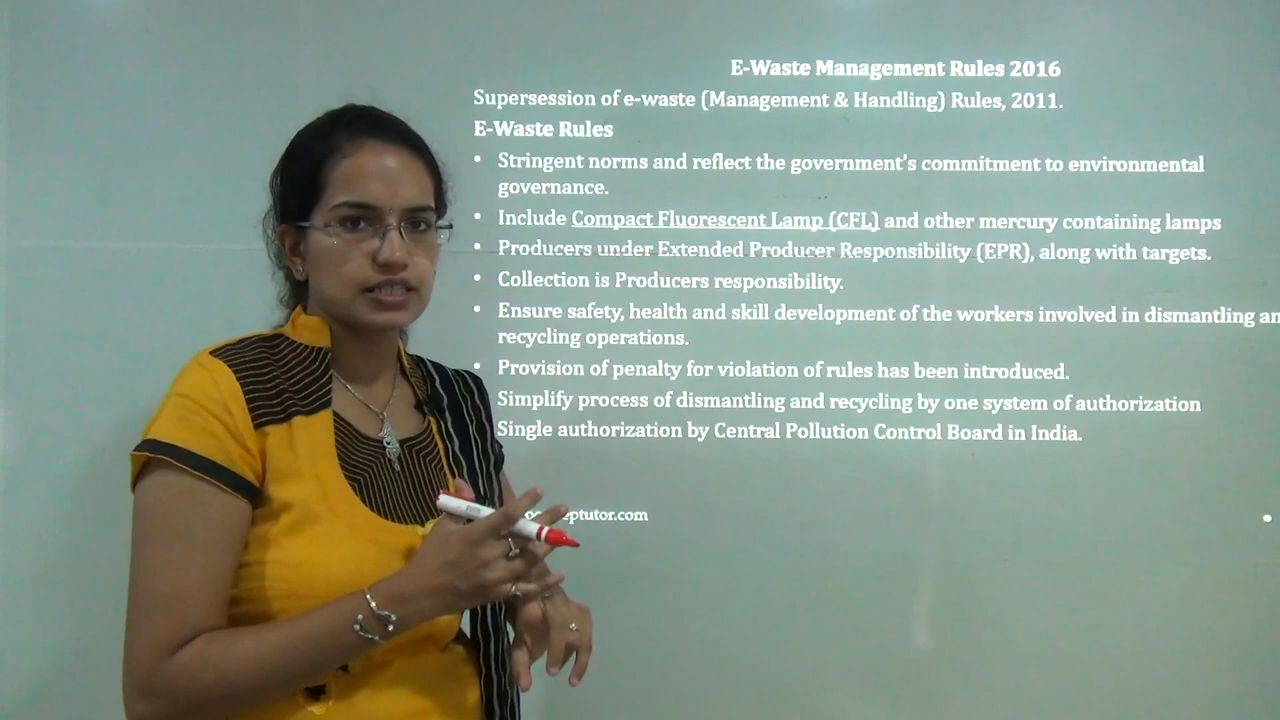 E-Waste Management Rules 2016
Supersession of e-waste (Management & Handling) Rules, 2011.
E-Waste Rules
• Stringent norms and reflect the government's commitment to environmental
governance.
• Include Compact Fluorescent Lamp (CFL) and other mercury containing lamps
• Producers under Extended Producer Responsibility (EPR), along with targets.
• Collection is Producers responsibility.
• Ensure safety, health and skill development of the workers involved in dismantling an
recycling operations.
• Provision of penalty for violation of rules has been introduced.
Simplify process of dismantling and recycling by one system of authorization
Single authorization by Central Pollution Control Board in India.
eptutor.com